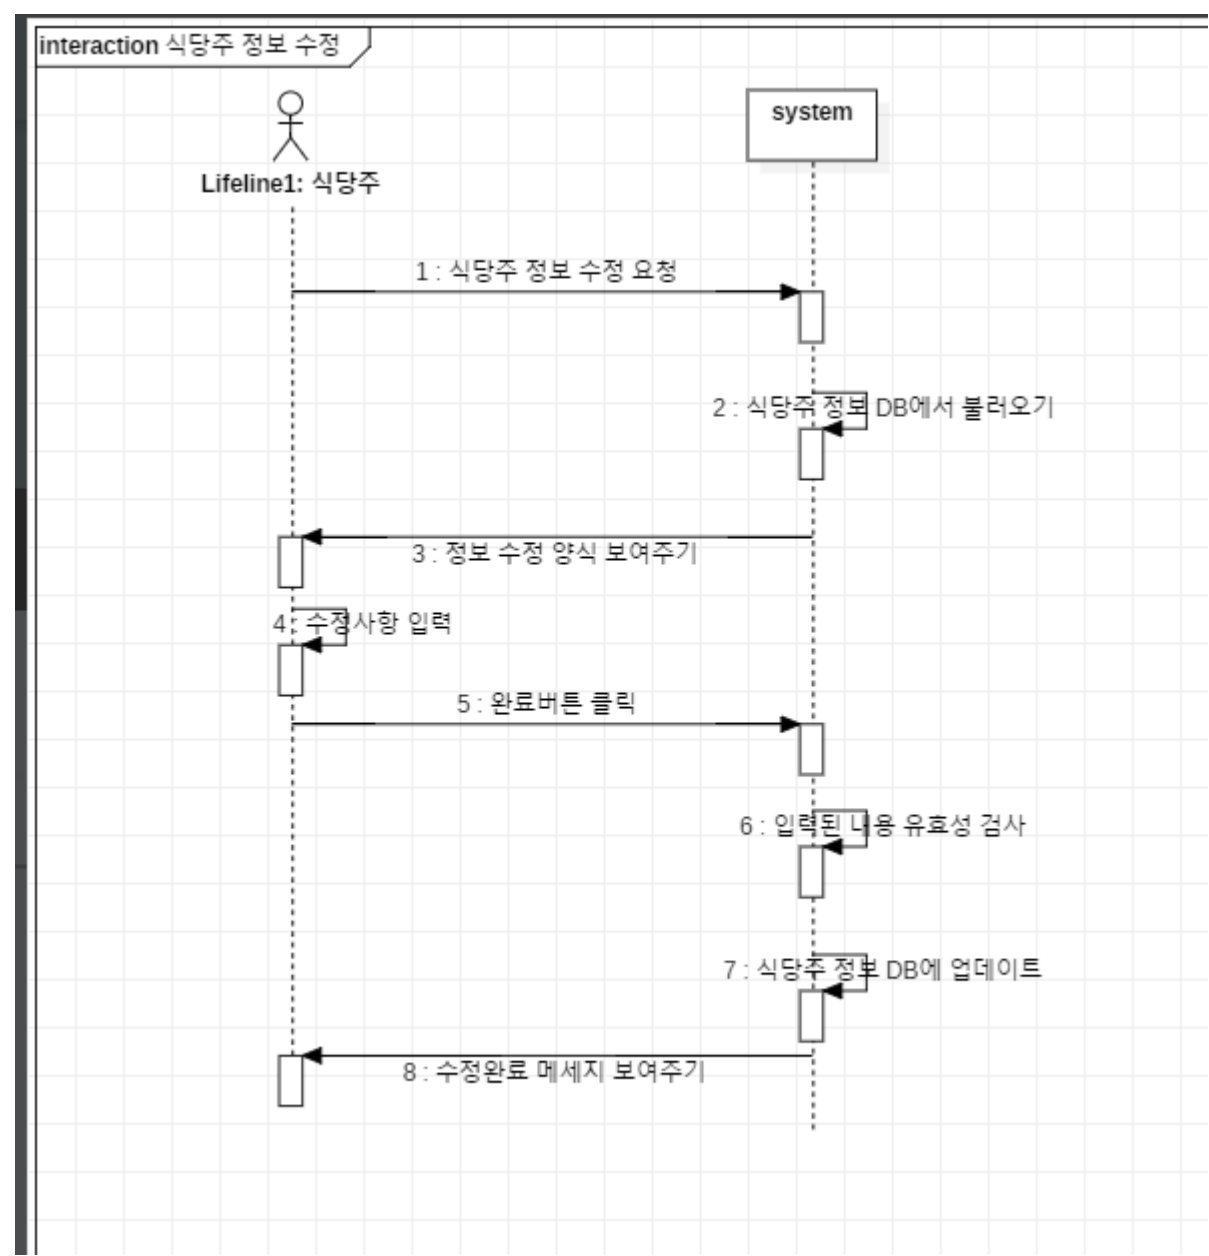 interaction 식당주 정보 수정
system
Lifeline1: 식당주
1 : 식당주 정보 수정 요청
2 : 식당주 정보 DB에서 불러오기
3 : 정보 수정 양식 보여주기
4 : 수정사항 입력
5 : 완료버튼 클릭
6 : 입력된 내용 유효성 검사
7 : 식당주 정보 DB에 업데이트
8 : 수정완료 메세지 보여주기